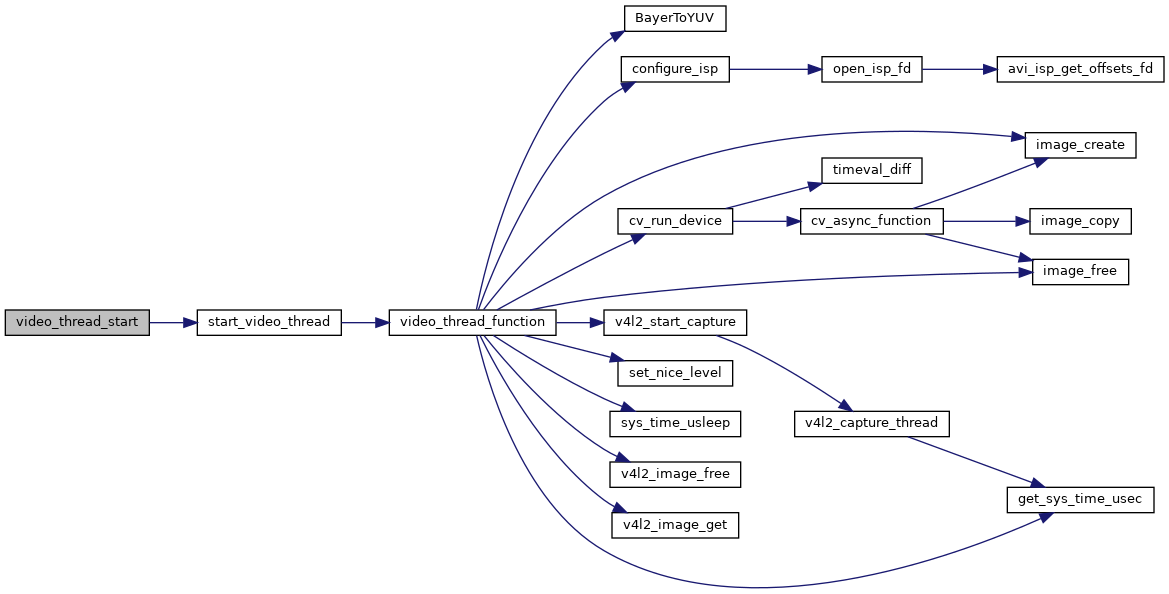 BayerToYUV
configure_isp
open_isp_fd
avi_isp_get_offsets_fd
image_create
timeval_diff
cv_run_device
cv_async_function
image_copy
image_free
video_thread_start
start_video_thread
video_thread_function
v4l2_start_capture
set_nice_level
sys_time_usleep
v4l2_capture_thread
v4l2_image_free
get_sys_time_usec
v4l2_image_get